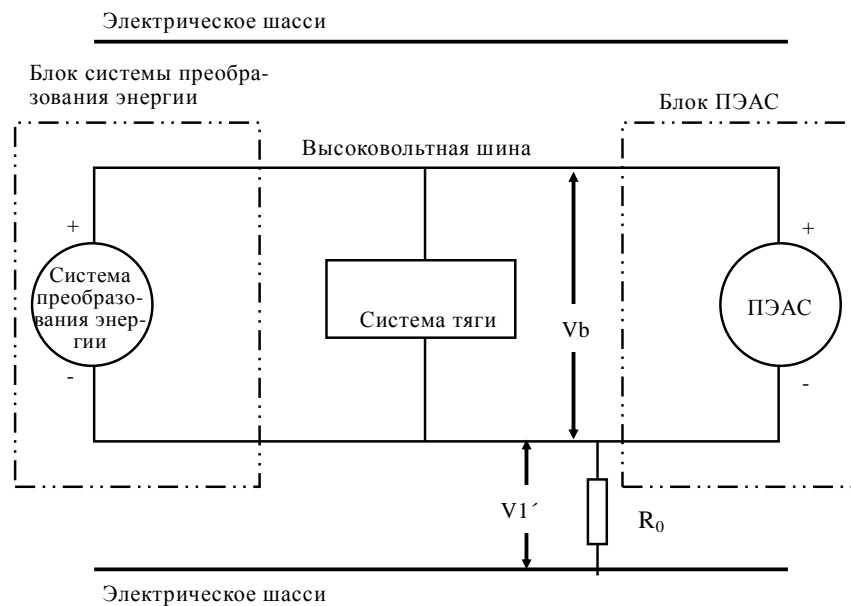 Электрическое шасси
Блок системы преобра-
зования энергии
Блок ПЭАС
Высоковольтная шина
+
+
Система
преобразо-
вания энер-
гии
Система тяги
Vb
ПЭАС
-
-
V1´
R₀
Электрическое шасси